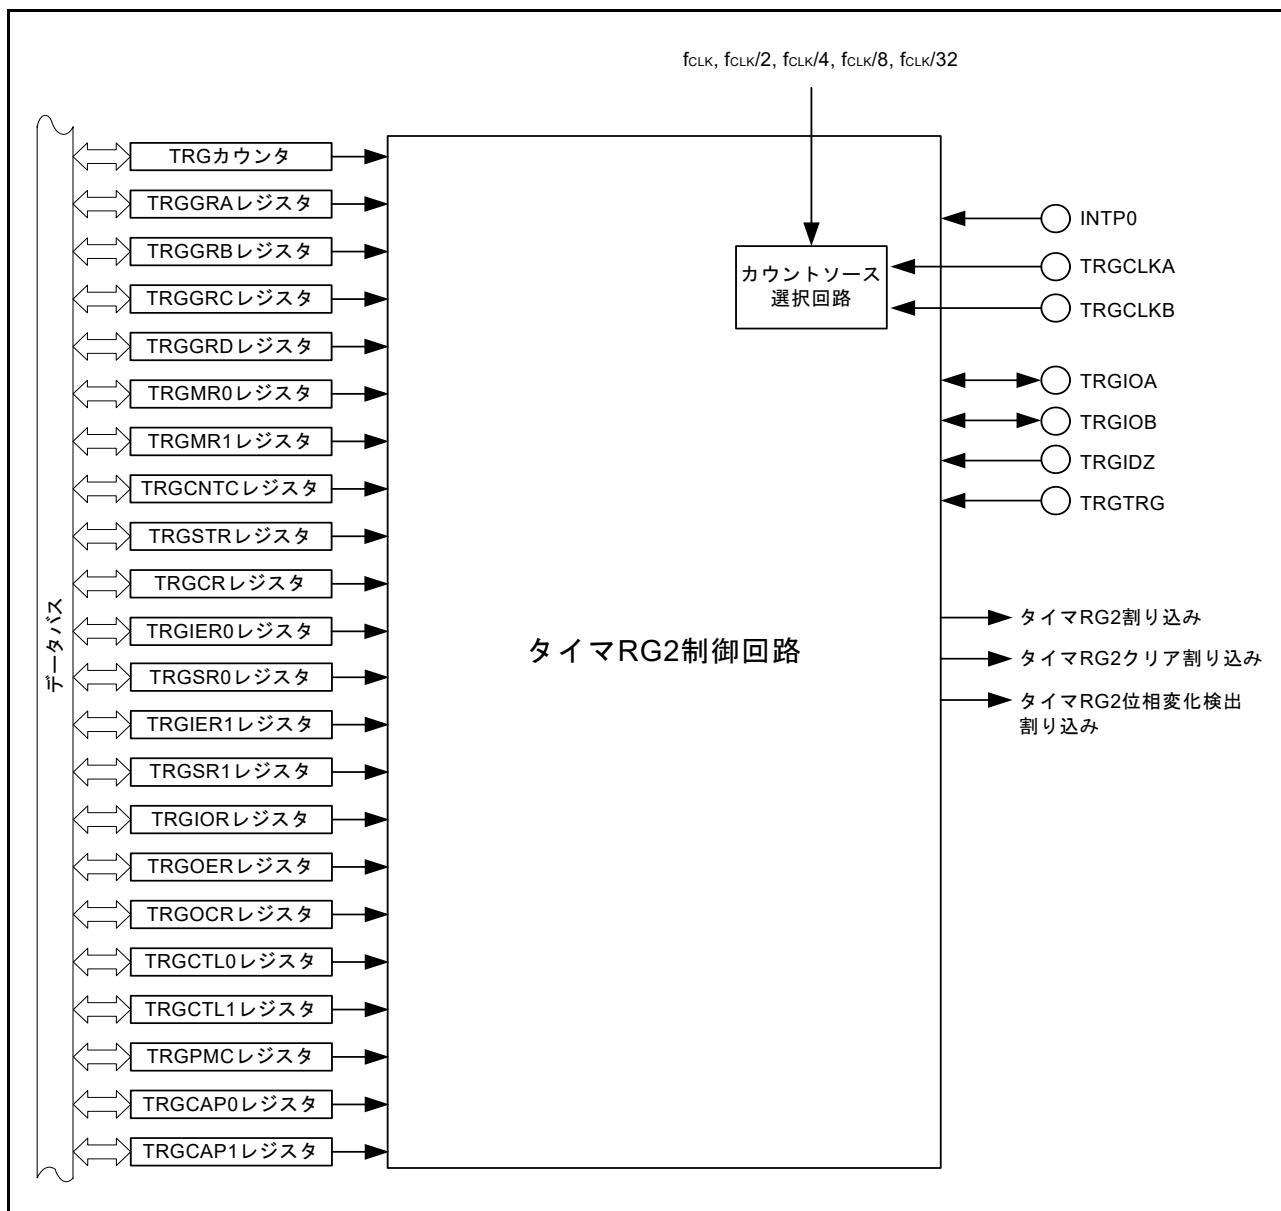 fCLK, fCLK/2, fCLK/4, fCLK/8, fCLK/32
データバス
TRGカウンタ
TRGGRAレジスタ
TRGGRBレジスタ
TRGGRCレジスタ
TRGGRDレジスタ
TRGMR0レジスタ
TRGMR1レジスタ
TRGCNTCレジスタ
TRGSTRレジスタ
TRGCRレジスタ
TRGIER0レジスタ
TRGSR0レジスタ
TRGIER1レジスタ
TRGSR1レジスタ
TRGIORレジスタ
TRGOERレジスタ
TRGOCRレジスタ
TRGCTL0レジスタ
TRGCTL1レジスタ
TRGPMCレジスタ
TRGCAP0レジスタ
TRGCAP1レジスタ
カウントソース
選択回路
タイマRG2制御回路
INTP0
TRGCLKA
TRGCLKB
TRGIOA
TRGIOB
TRGIDZ
TRGTRG
タイマRG2割り込み
タイマRG2クリア割り込み
タイマRG2位相変化検出
割り込み